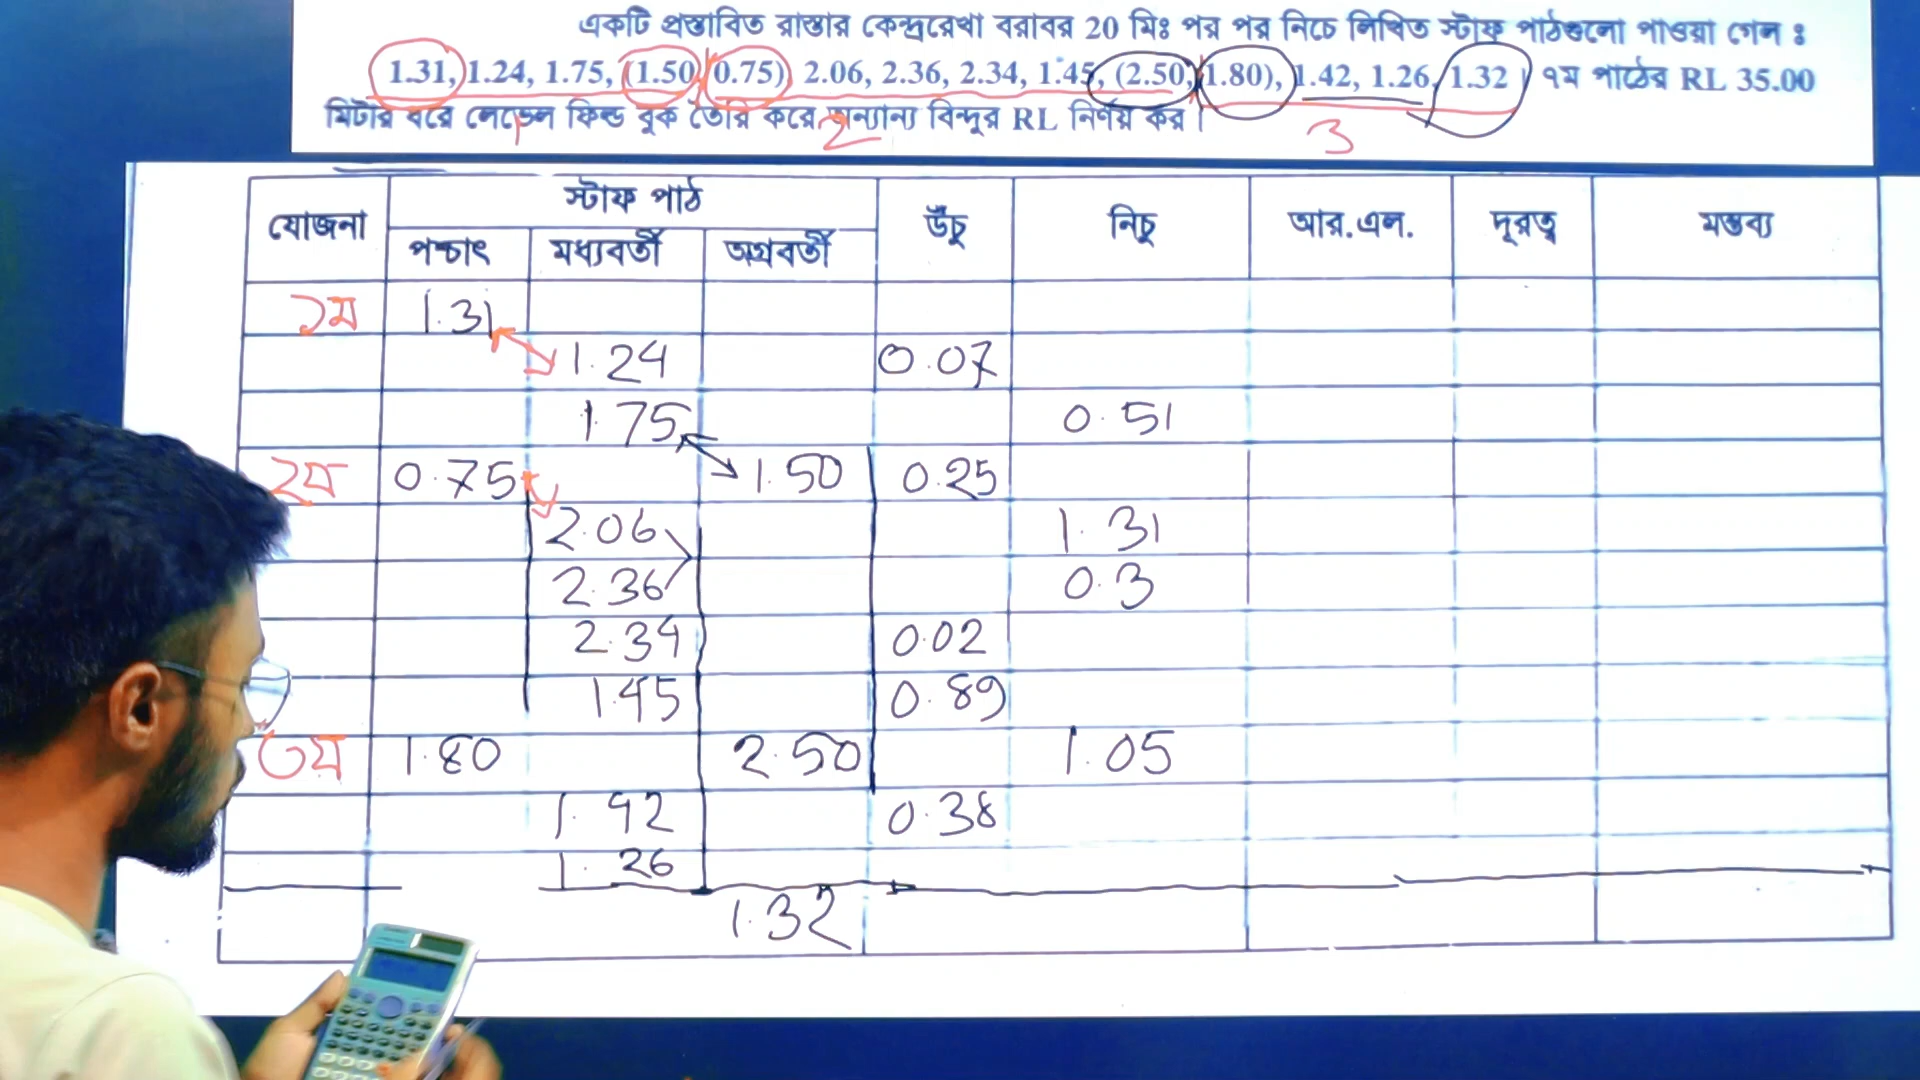 একটি প্রস্তাবিত রাস্তার কেন্দ্ররেখা বরাবর 20 মিঃ পর পর নিচে লিখিত স্টাফ পাঠগুলো পাওয়া গেল ঃ
1.31, 1.24, 1.75, (1.50, 0.75), 2.06, 2.36, 2.34, 1.45, (2.50, 1.80), 1.42, 1.26, 1.32 । ৭ম পাঠের RL 35.00
মিটার ধরে লেভেল ফিল্ড বুক তৈরি করে অন্যান্য বিন্দুর RL নির্ণয় কর।
1 2 3
যোজনা স্টাফ পাঠ উঁচু নিচু আর.এল. দূরত্ব মন্তব্য
পশ্চাৎ মধ্যবর্তী অগ্রবর্তী
১ম 1.31
1.24 0.07
1.75 0.51
২য় 0.75 1.50 0.25
2.06 1.31
2.36 0.3
2.34 0.02
1.45 0.89
৩য় 1.80 2.50 1.05
1.42 0.38
1.26
1.32